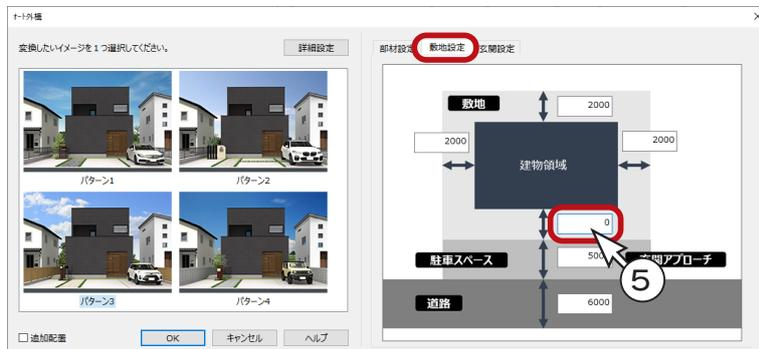 オート外構
変換したいイメージを１つ選択してください。
詳細設定
パターン1
パターン2
パターン3
パターン4
追加配置
OK
キャンセル
ヘルプ
部材設定
敷地設定
玄関設定
敷地
2000
2000
2000
建物領域
0
駐車スペース
500
関アプローチ
5
道路
6000